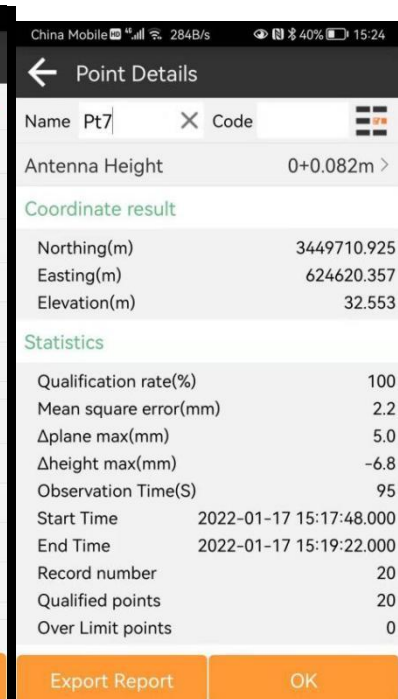 China Mobile HD 4G 284B/s 40% 15:24
Point Details
Name Pt7 Code
Antenna Height 0+0.082m >
Coordinate result
Northing(m) 3449710.925
Easting(m) 624620.357
Elevation(m) 32.553
Statistics
Qualification rate(%) 100
Mean square error(mm) 2.2
Δplane max(mm) 5.0
Δheight max(mm) -6.8
Observation Time(S) 95
Start Time 2022-01-17 15:17:48.000
End Time 2022-01-17 15:19:22.000
Record number 20
Qualified points 20
Over Limit points 0
Export Report OK